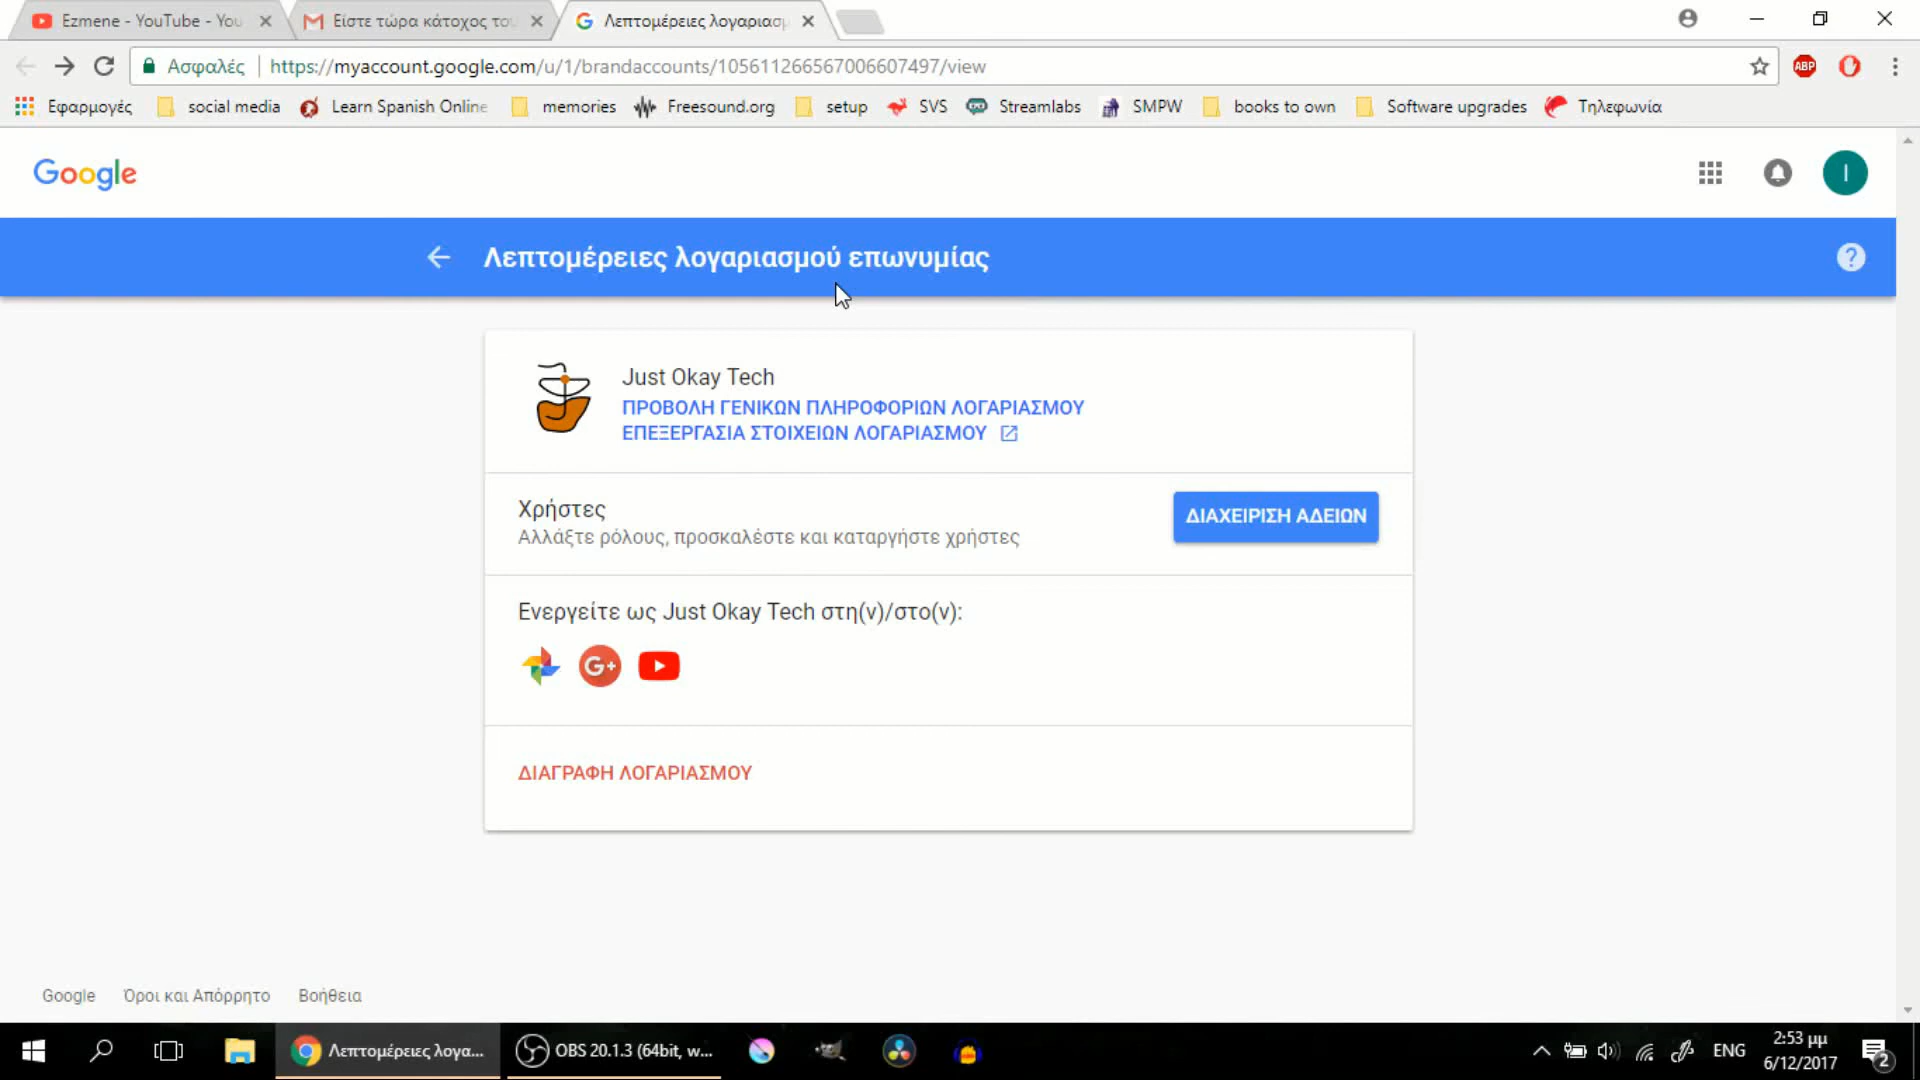 Ezmene - YouTube - You
Είστε τώρα κάτοχος του
Λεπτομέρειες λογαριασμ
Ασφαλές
https://myaccount.google.com/u/1/brandaccounts/105611266567006607497/view
ABP
Εφαρμογές
social media
Learn Spanish Online
memories
Freesound.org
setup
SVS
Streamlabs
SMPW
books to own
Software upgrades
Τηλεφωνία
Google
I
Λεπτομέρειες λογαριασμού επωνυμίας
?
Just Okay Tech
ΠΡΟΒΟΛΗ ΓΕΝΙΚΩΝ ΠΛΗΡΟΦΟΡΙΩΝ ΛΟΓΑΡΙΑΣΜΟΥ
ΕΠΕΞΕΡΓΑΣΙΑ ΣΤΟΙΧΕΙΩΝ ΛΟΓΑΡΙΑΣΜΟΥ
Χρήστες
Αλλάξτε ρόλους, προσκαλέστε και καταργήστε χρήστες
ΔΙΑΧΕΙΡΙΣΗ ΑΔΕΙΩΝ
Ενεργείτε ως Just Okay Tech στη(ν)/στο(ν):
G+
ΔΙΑΓΡΑΦΗ ΛΟΓΑΡΙΑΣΜΟΥ
Google
Όροι και Απόρρητο
Βοήθεια
Λεπτομέρειες λογα...
OBS 20.1.3 (64bit, w...
ENG
2:53 μμ
6/12/2017
2